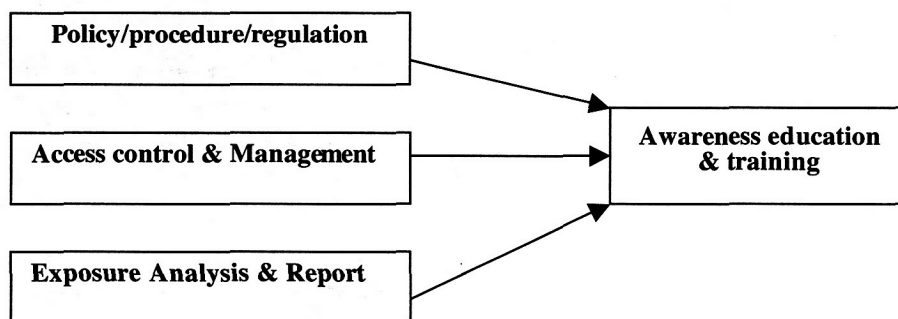 Policy/procedure/regulation
Access control & Management
Awareness education
& training
Exposure Analysis & Report